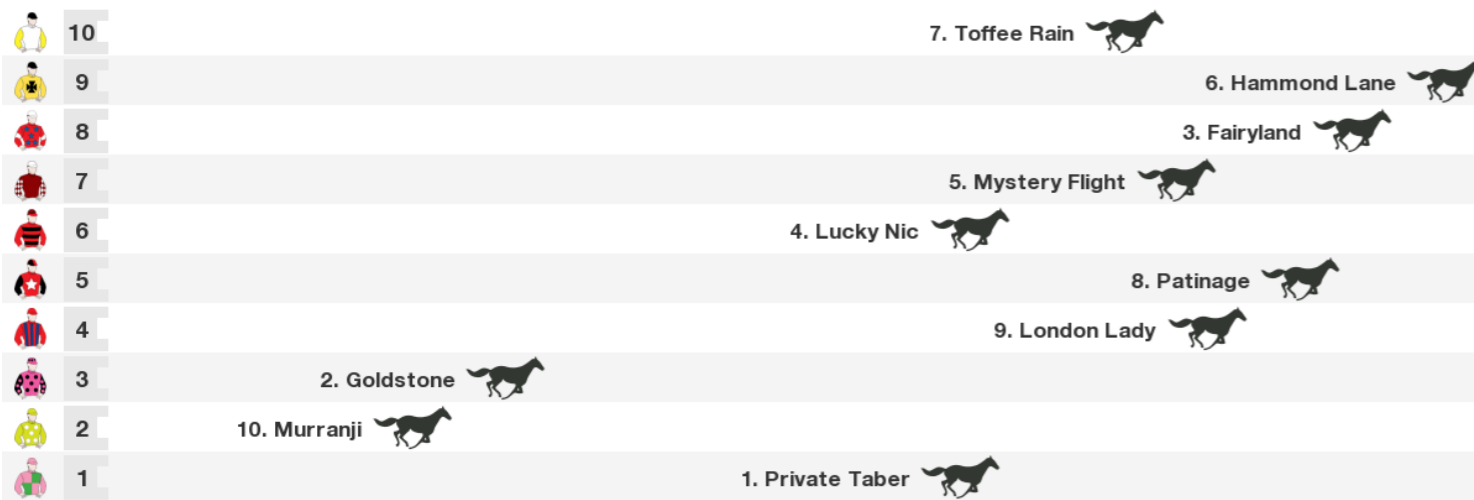 10 7. Toffee Rain
9 6. Hammond Lane
8 3. Fairyland
7 5. Mystery Flight
6 4. Lucky Nic
5 8. Patinage
4 9. London Lady
3 2. Goldstone
2 10. Murranji
1 1. Private Taber